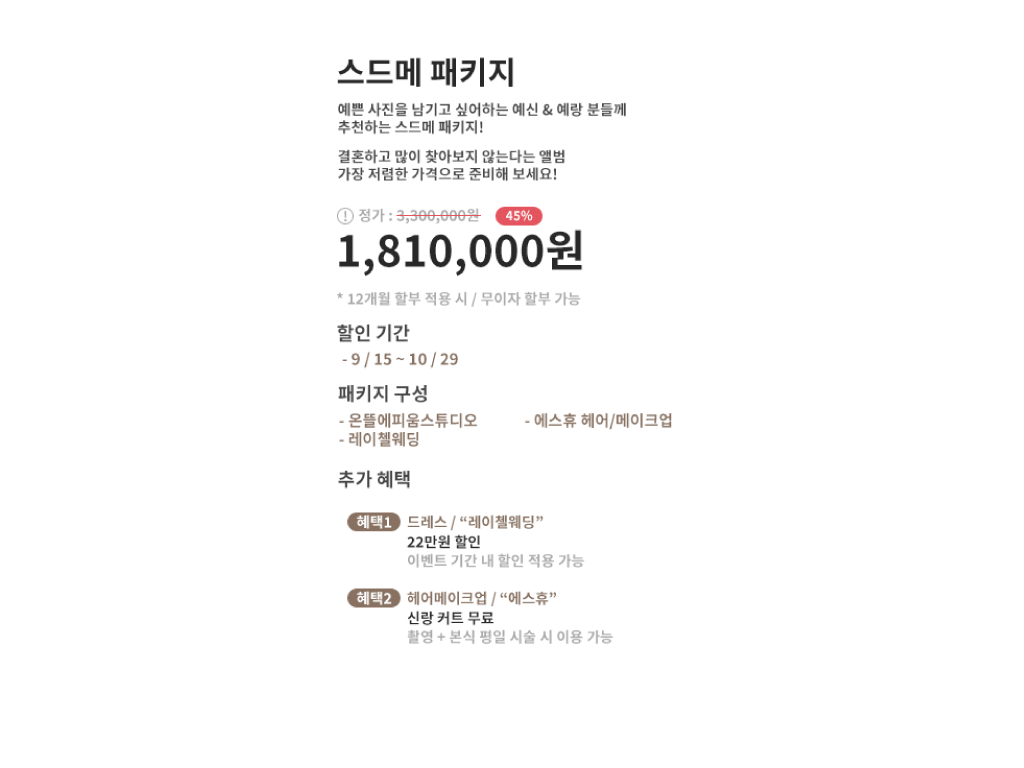 스드메 패키지
예쁜 사진을 남기고 싶어하는 예신 & 예랑 분들께
추천하는 스드메 패키지!
결혼하고 많이 찾아보지 않는다는 앨범
가장 저렴한 가격으로 준비해 보세요!
! 정가 : 3,300,000원 45%
1,810,000원
* 12개월 할부 적용 시 / 무이자 할부 가능
할인 기간
- 9 / 15 ~ 10 / 29
패키지 구성
- 온뜰에피움스튜디오 - 에스휴 헤어/메이크업
- 레이첼웨딩
추가 혜택
혜택1 드레스 / “레이첼웨딩”
22만원 할인
이벤트 기간 내 할인 적용 가능
혜택2 헤어메이크업 / “에스휴”
신랑 커트 무료
촬영 + 본식 평일 시술 시 이용 가능